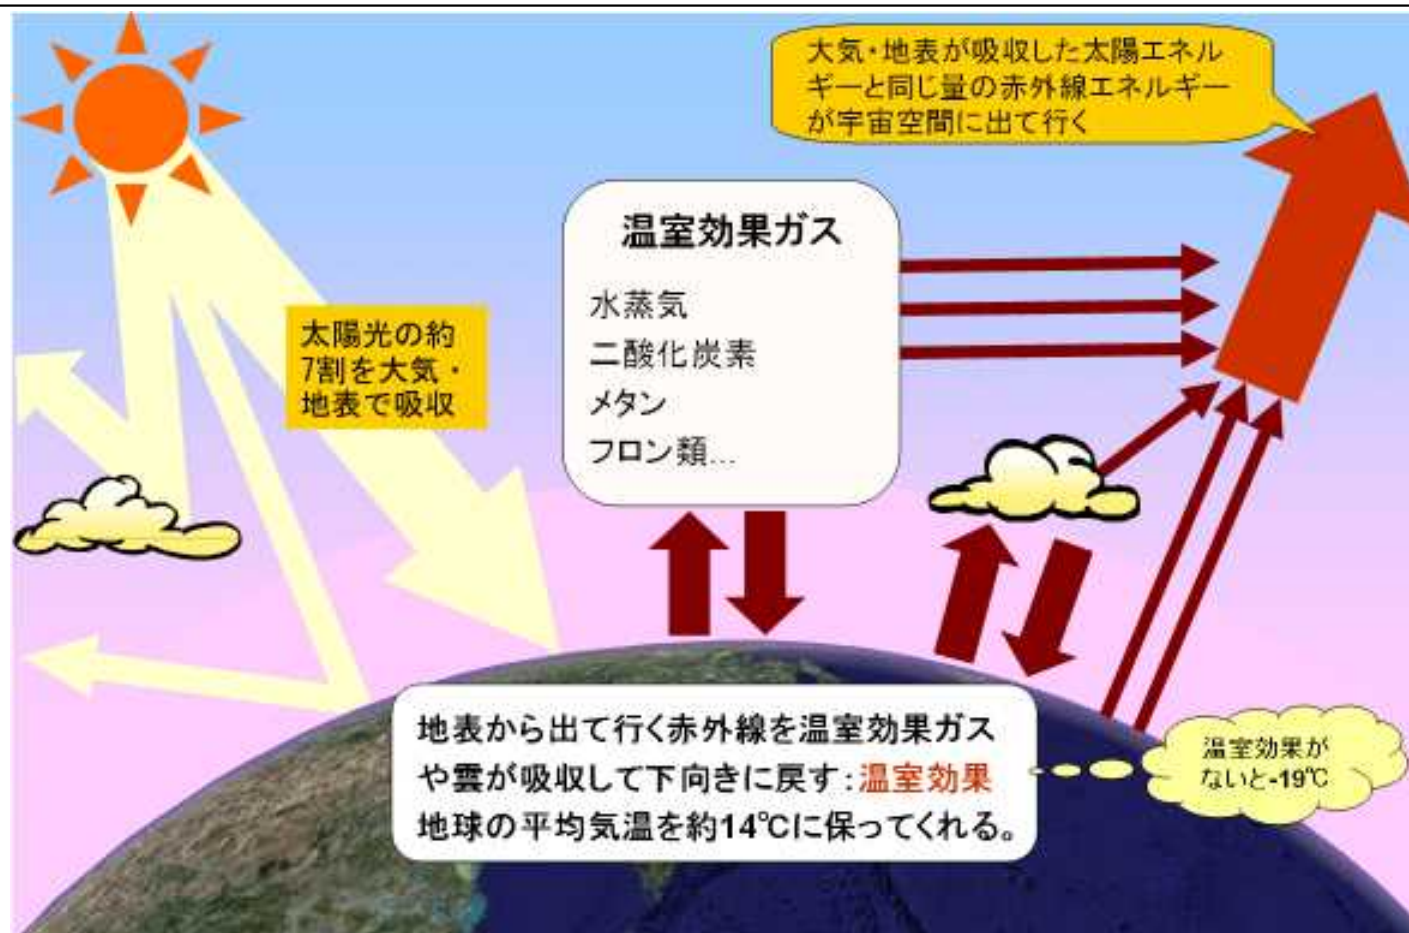 大気・地表が吸収した太陽エネル
ギーと同じ量の赤外線エネルギー
が宇宙空間に出て行く
温室効果ガス
水蒸気
二酸化炭素
メタン
フロン類…
太陽光の約
7割を大気・
地表で吸収
地表から出て行く赤外線を温室効果ガス
や雲が吸収して下向きに戻す：温室効果
地球の平均気温を約14℃に保ってくれる。
温室効果が
ないと-19℃